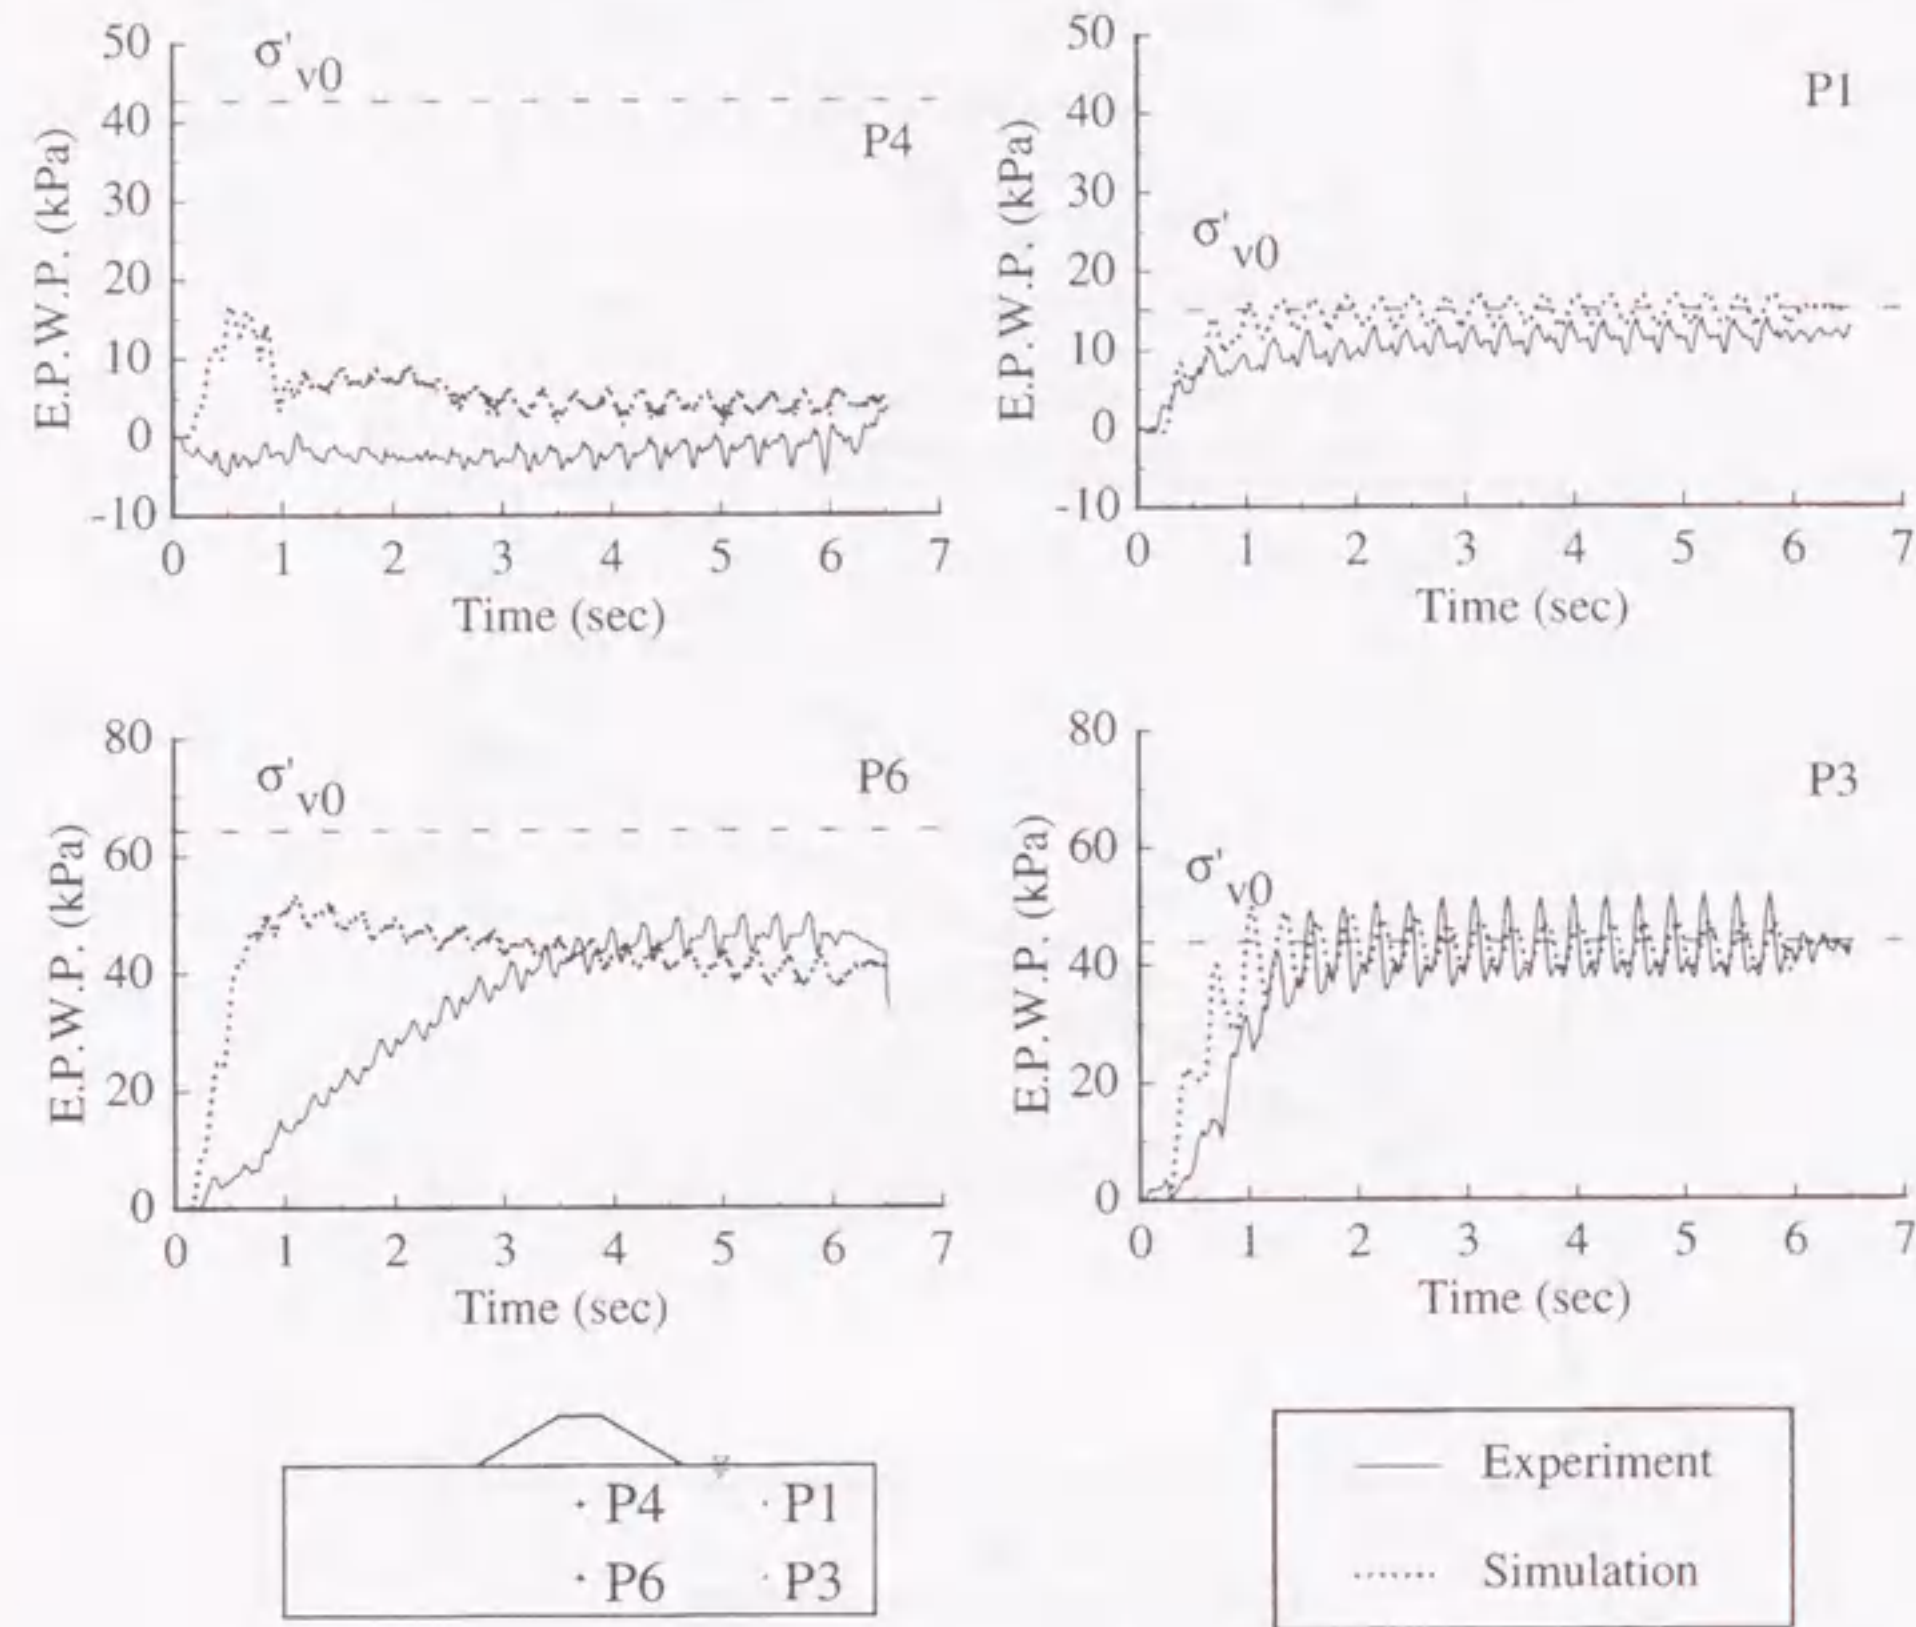 50
40
30
20
10
0
-10
E.P.W.P. (kPa)
σ'v0
P4
0 1 2 3 4 5 6 7
Time (sec)
50
40
30
20
10
0
-10
E.P.W.P. (kPa)
σ'v0
P1
0 1 2 3 4 5 6 7
Time (sec)
80
60
40
20
0
E.P.W.P. (kPa)
σ'v0
P6
0 1 2 3 4 5 6 7
Time (sec)
80
60
40
20
0
E.P.W.P. (kPa)
σ'v0
P3
0 1 2 3 4 5 6 7
Time (sec)
P4 P1
P6 P3
Experiment
Simulation